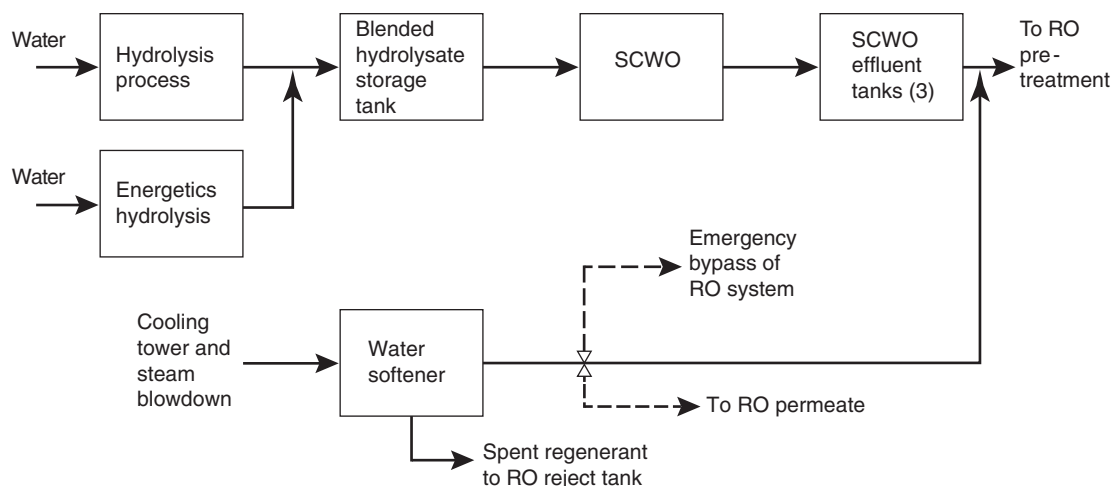 Water
Hydrolysis
process
Blended
hydrolysate
storage
tank
SCWO
SCWO
effluent
tanks (3)
To RO
pre-
treatment
Water
Energetics
hydrolysis
Emergency
bypass of
RO system
Cooling
tower and
steam
blowdown
Water
softener
To RO permeate
Spent regenerant
to RO reject tank